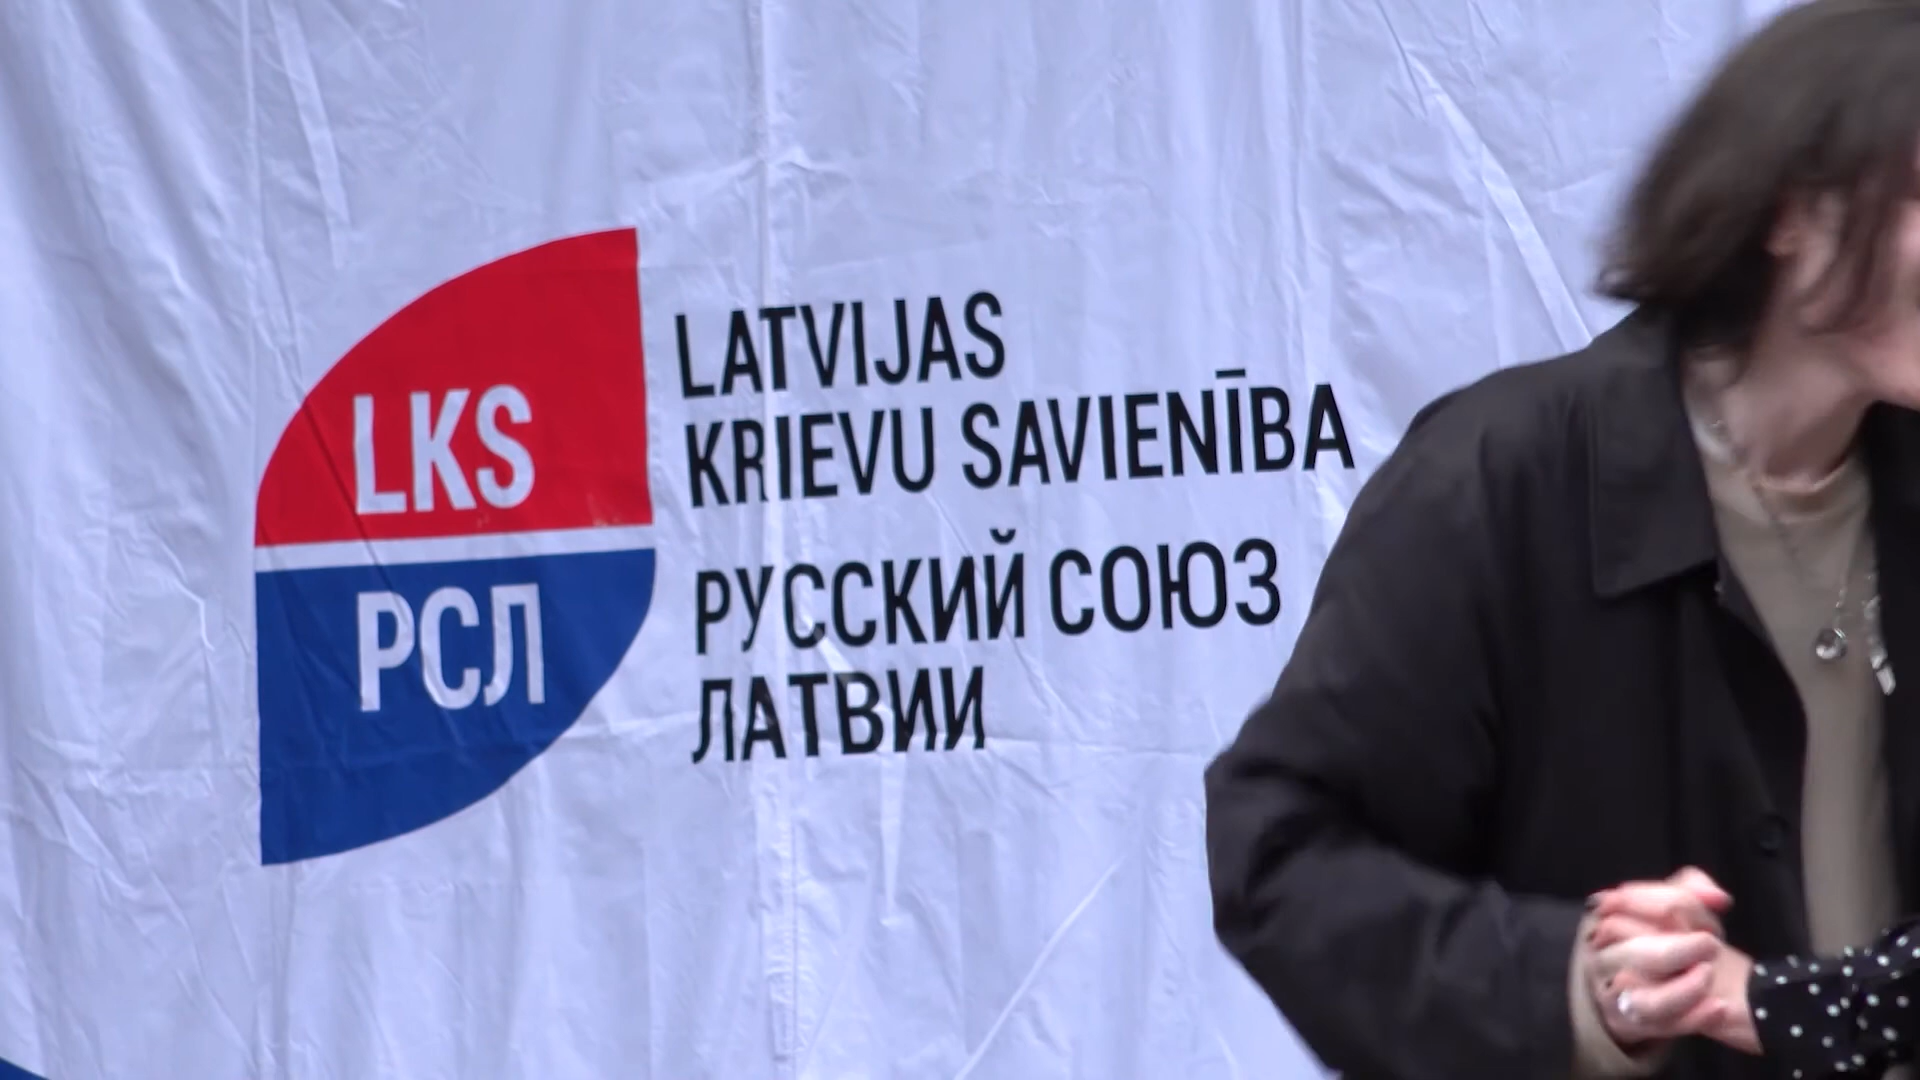 LKS
РСЛ
LATVIJAS
KRIEVU SAVIENĪBA
РУССКИЙ СОЮЗ
ЛАТВИИ